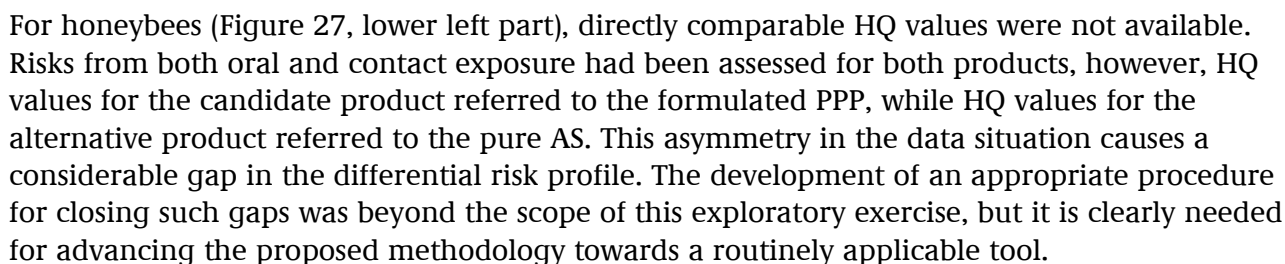 For honeybees (Figure 27, lower left part), directly comparable HQ values were not available.
Risks from both oral and contact exposure had been assessed for both products, however, HQ
values for the candidate product referred to the formulated PPP, while HQ values for the
alternative product referred to the pure AS. This asymmetry in the data situation causes a
considerable gap in the differential risk profile. The development of an appropriate procedure
for closing such gaps was beyond the scope of this exploratory exercise, but it is clearly needed
for advancing the proposed methodology towards a routinely applicable tool.